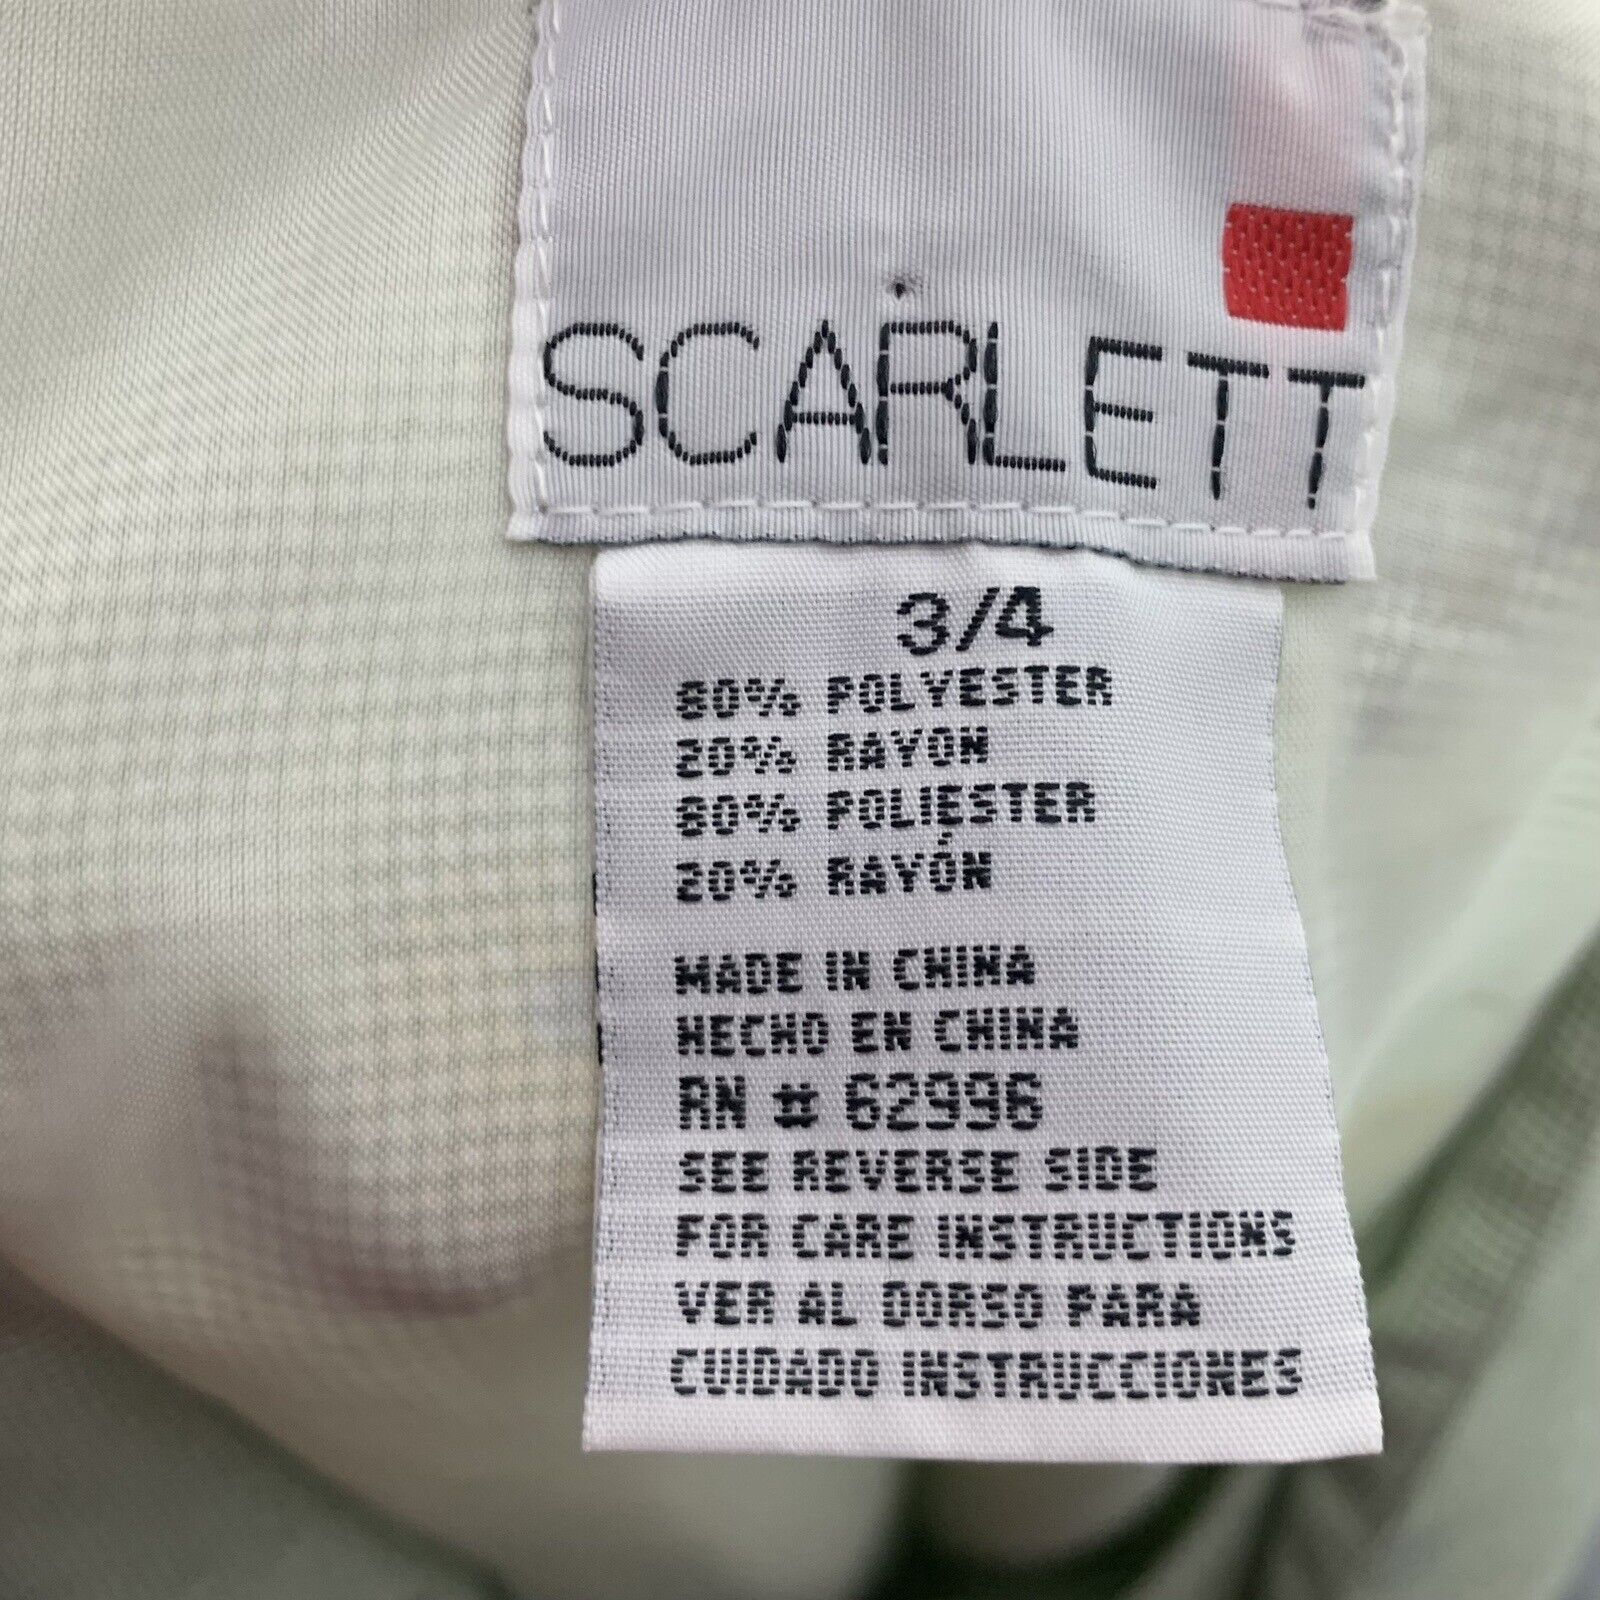 SCARLETT
3/4
80% POLYESTER
20% RAYON
80% POLIESTER
20% RAYÓN
MADE IN CHINA
HECHO EN CHINA
RN # 62996
SEE REVERSE SIDE
FOR CARE INSTRUCTIONS
VER AL DORSO PARA
CUIDADO INSTRUCCIONES